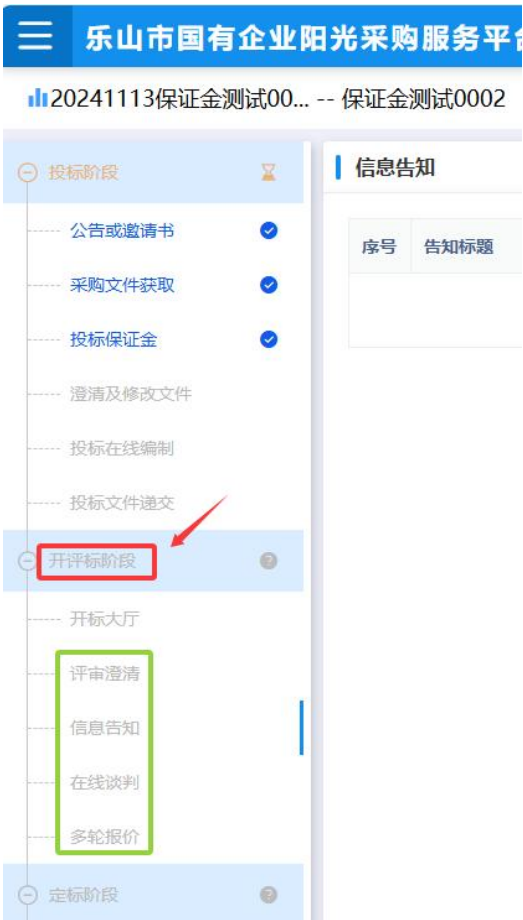 乐山市国有企业阳光采购服务平台
20241113保证金测试00... -- 保证金测试0002
投标阶段
信息告知
公告或邀请书
序号 告知标题
采购文件获取
投标保证金
澄清及修改文件
投标在线编制
投标文件递交
开评标阶段
开标大厅
评审澄清
信息告知
在线谈判
多轮报价
定标阶段